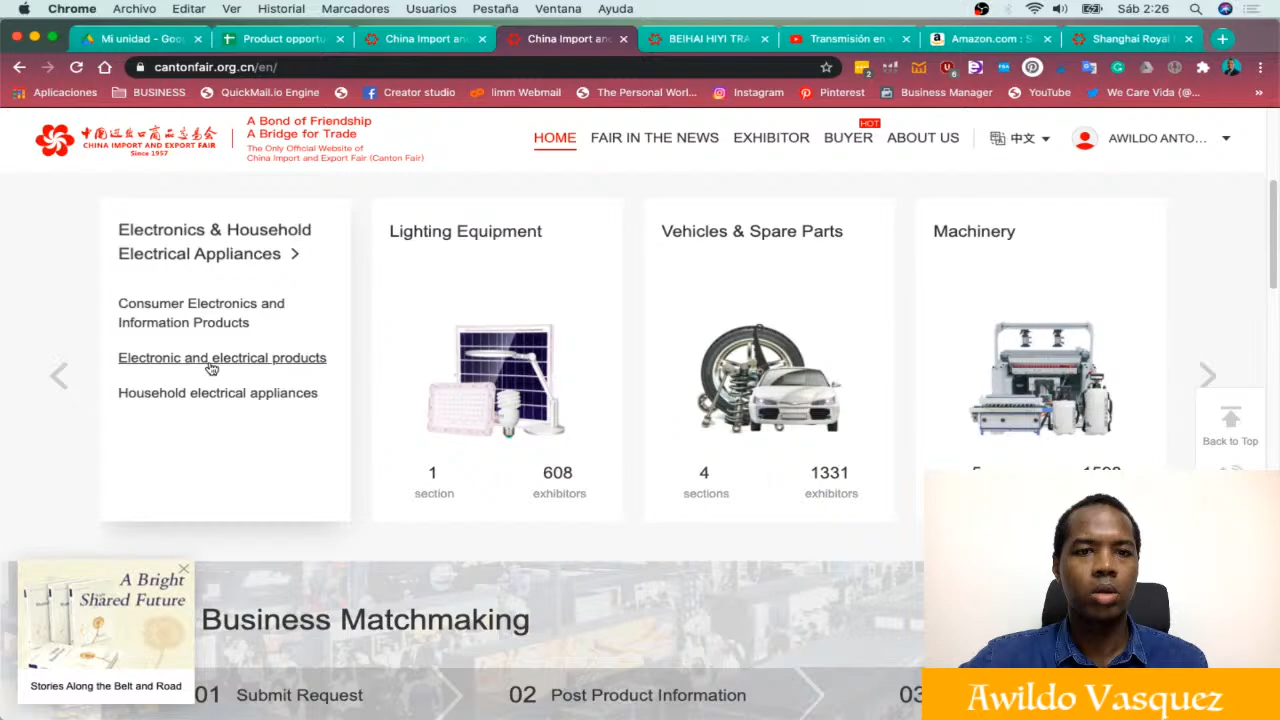 Chrome Archivo Editar Ver Historial Marcadores Usuarios Pestaña Ventana Ayuda Sáb 2:26
Mi unidad - Goo
Product opportu
China Import an
China Import an
BEIHAI HIYI TRA
Transmisión en
Amazon.com : S
Shanghai Royal
cantonfair.org.cn/en/
Aplicaciones BUSINESS QuickMail.io Engine Creator studio limm Webmail The Personal Worl... Instagram Pinterest Business Manager YouTube We Care Vida (@... »
中国进出口商品交易会
CHINA IMPORT AND EXPORT FAIR
Since 1957
A Bond of Friendship
A Bridge for Trade
The Only Official Website of
China Import and Export Fair (Canton Fair)
HOME FAIR IN THE NEWS EXHIBITOR BUYER ABOUT US
HOT
中文
AWILDO ANTO...
Electronics & Household
Electrical Appliances >
Consumer Electronics and
Information Products
Electronic and electrical products
Household electrical appliances
Lighting Equipment
1 608
section exhibitors
Vehicles & Spare Parts
4 1331
sections exhibitors
Machinery
Back to Top
A Bright
Shared Future
Stories Along the Belt and Road
Business Matchmaking
01 Submit Request
02 Post Product Information
03
Awildo Vasquez